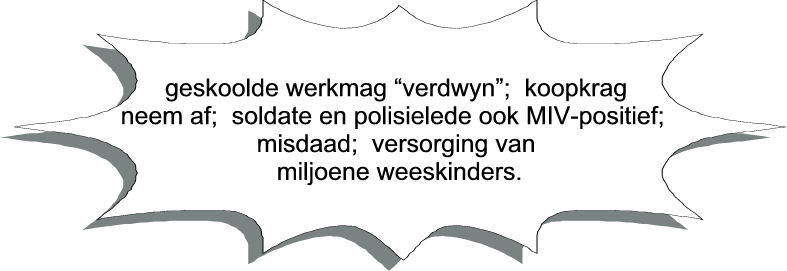 geskoolde werkmag “verdwyn”;  koopkrag
neem af;  soldate en polisielede ook MIV-positief;
misdaad;  versorging van
miljoene weeskinders.